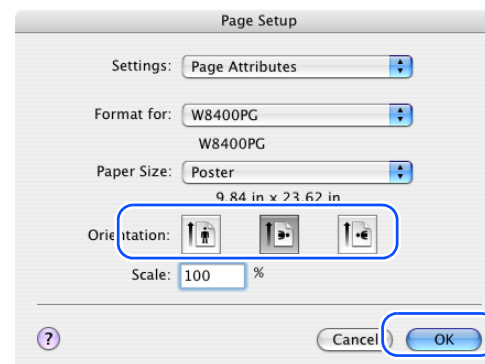 Page Setup
Settings: Page Attributes
Format for: W8400PG
W8400PG
Paper Size: Poster
9.84 in x 23.62 in
Orientation:
Scale: 100 %
? Cancel OK